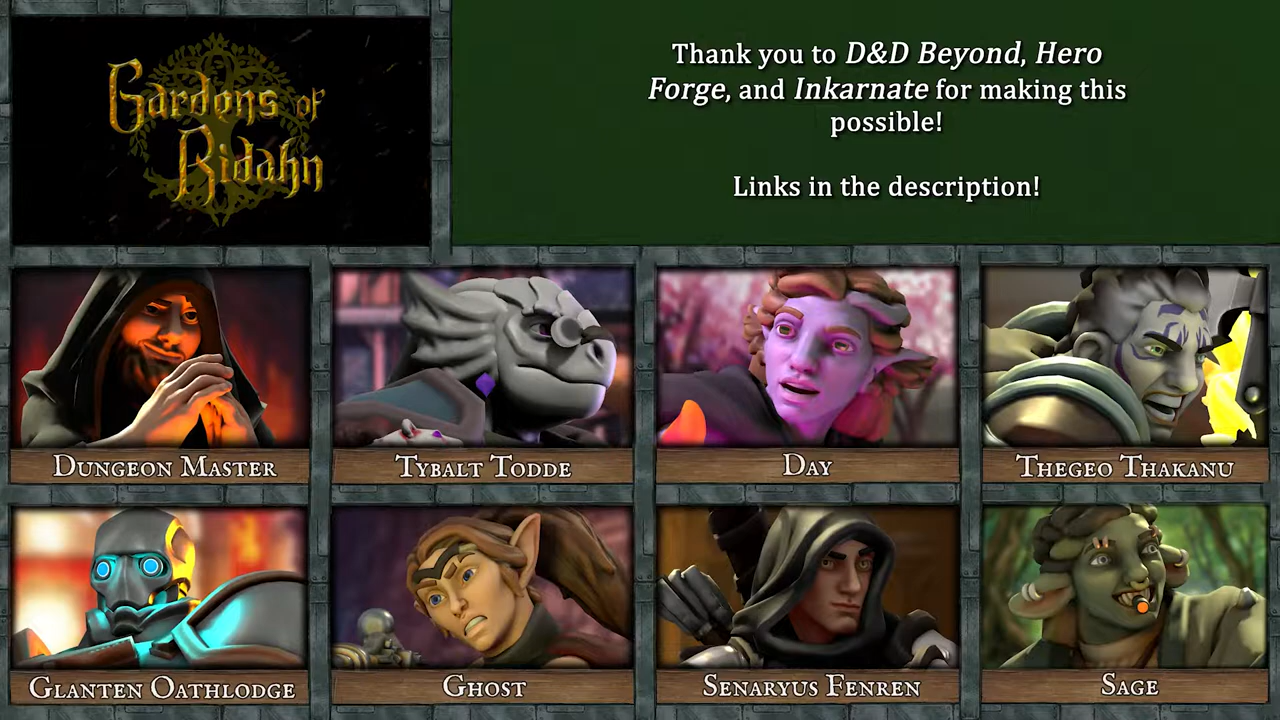 Gardens of
Ridahn
Thank you to D&D Beyond, Hero
Forge, and Inkarnate for making this
possible!
Links in the description!
Dungeon Master
Tybalt Todde
Day
Thegeo Thakanu
Glanten Oathlodge
Ghost
Senaryus Fenren
Sage